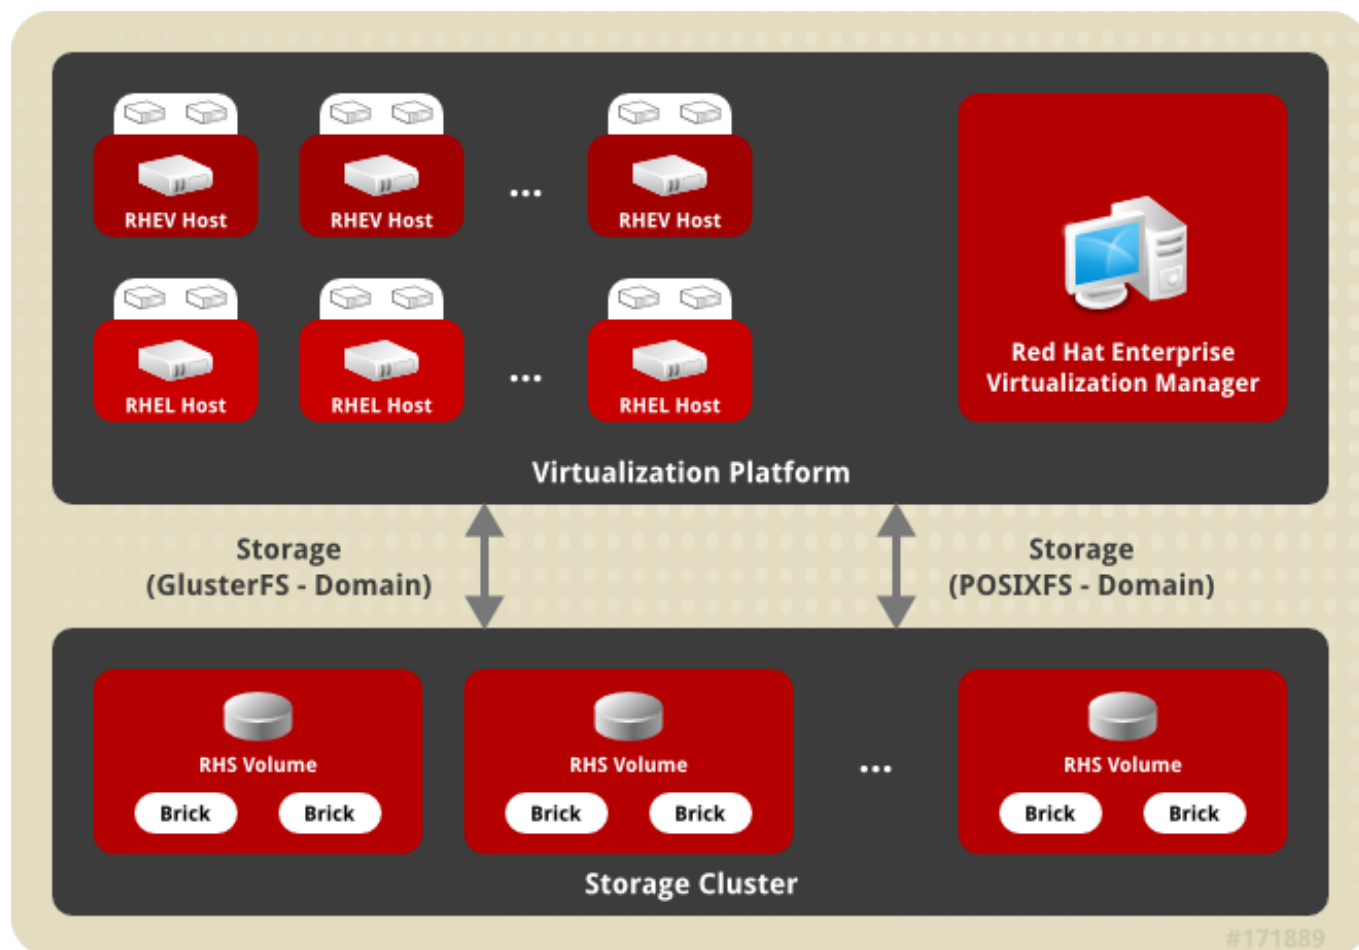 RHEV Host
RHEV Host
...
RHEV Host
RHEL Host
RHEL Host
...
RHEL Host
Red Hat Enterprise
Virtualization Manager
Virtualization Platform
Storage
(GlusterFS - Domain)
Storage
(POSIXFS - Domain)
RHS Volume
Brick
Brick
RHS Volume
Brick
Brick
...
RHS Volume
Brick
Brick
Storage Cluster
#171889